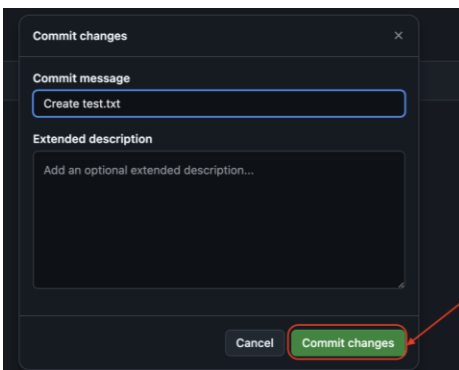 Commit changes
Commit message
Create test.txt
Extended description
Add an optional extended description...
Cancel Commit changes